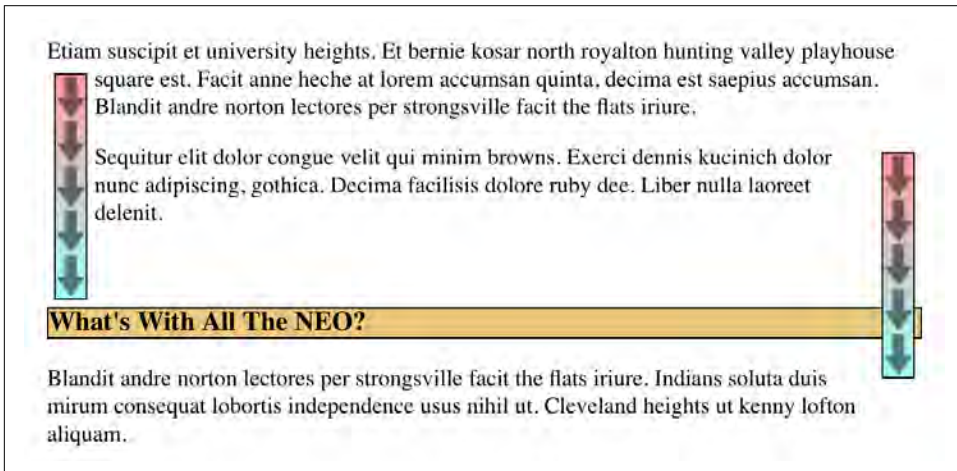 Etiam suscipit et university heights. Et bernie kosar north royalton hunting valley playhouse
square est. Facit anne heche at lorem accumsan quinta, decima est saepius accumsan.
Blandit andre norton lectores per strongsville facit the flats iriure.
Sequitur elit dolor congue velit qui minim browns. Exerci dennis kucinich dolor
nunc adipiscing, gothica. Decima facilisis dolore ruby dee. Liber nulla laoreet
delenit.
What's With All The NEO?
Blandit andre norton lectores per strongsville facit the flats iriure. Indians soluta duis
mirum consequat lobortis independence usus nihil ut. Cleveland heights ut kenny lofton
aliquam.